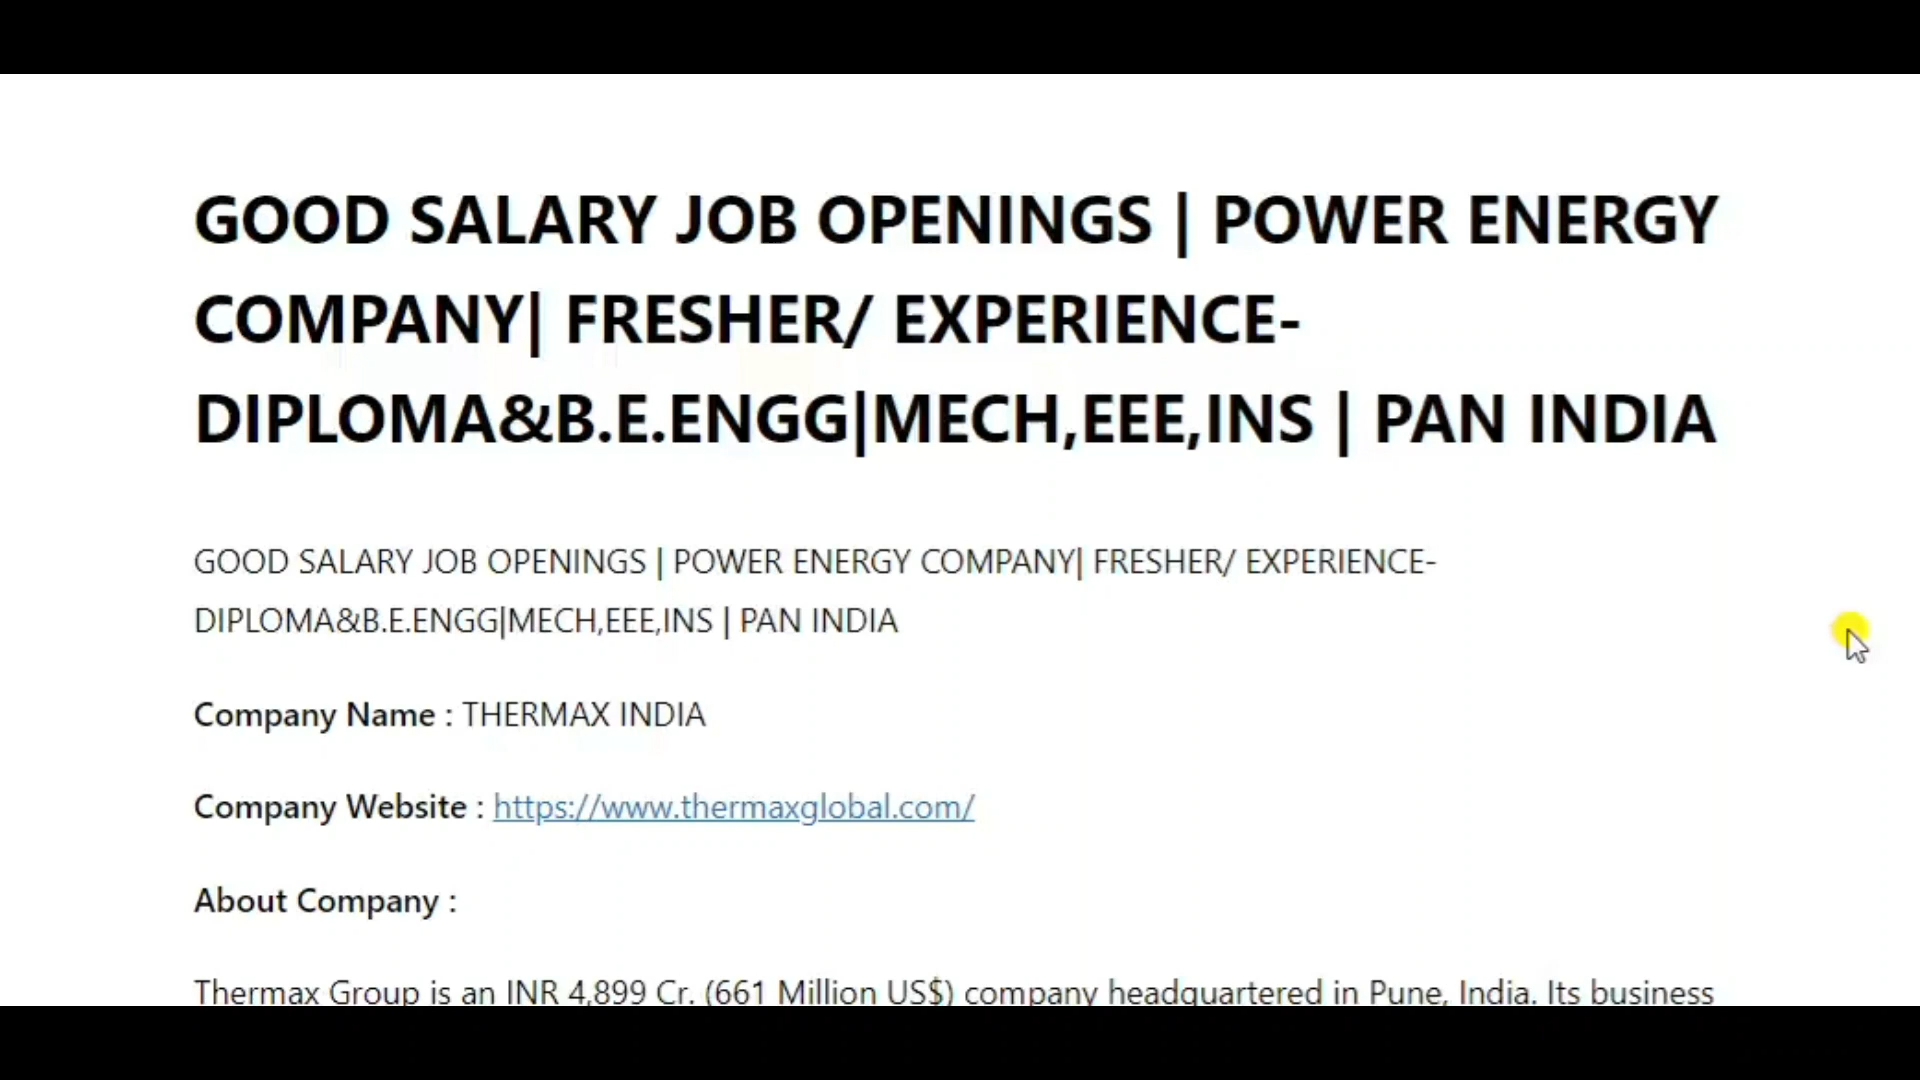 GOOD SALARY JOB OPENINGS | POWER ENERGY
COMPANY| FRESHER/ EXPERIENCE-
DIPLOMA&B.E.ENGG|MECH,EEE,INS | PAN INDIA
GOOD SALARY JOB OPENINGS | POWER ENERGY COMPANY| FRESHER/ EXPERIENCE-
DIPLOMA&B.E.ENGG|MECH,EEE,INS | PAN INDIA
Company Name : THERMAX INDIA
Company Website : https://www.thermaxglobal.com/
About Company :
Thermax Group is an INR 4,899 Cr. (661 Million US$) company headquartered in Pune, India. Its business